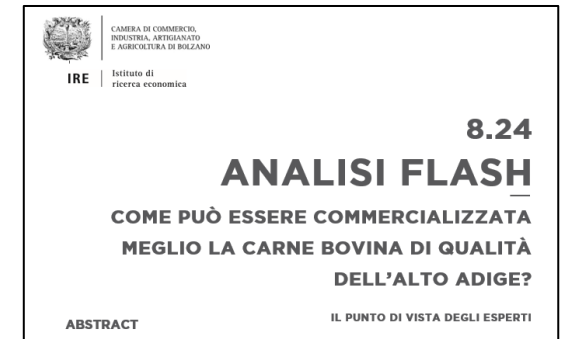 CAMERA DI COMMERCIO,
INDUSTRIA, ARTIGIANATO
E AGRICOLTURA DI BOLZANO
IRE
Istituto di
ricerca economica
8.24
ANALISI FLASH
COME PUÒ ESSERE COMMERCIALIZZATA
MEGLIO LA CARNE BOVINA DI QUALITÀ
DELL'ALTO ADIGE?
ABSTRACT
IL PUNTO DI VISTA DEGLI ESPERTI